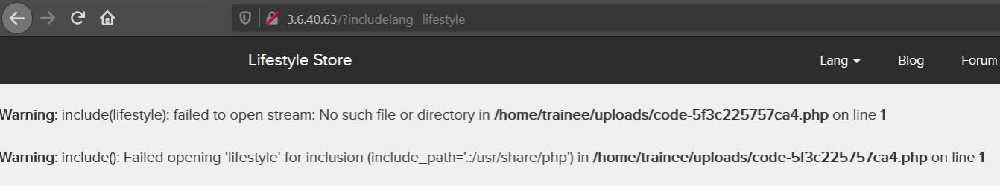 3.6.40.63/?includelang=lifestyle
Lifestyle Store Lang Blog Forum
Warning: include(lifestyle): failed to open stream: No such file or directory in /home/trainee/uploads/code-5f3c225757ca4.php on line 1
Warning: include(): Failed opening 'lifestyle' for inclusion (include_path='.:/usr/share/php') in /home/trainee/uploads/code-5f3c225757ca4.php on line 1